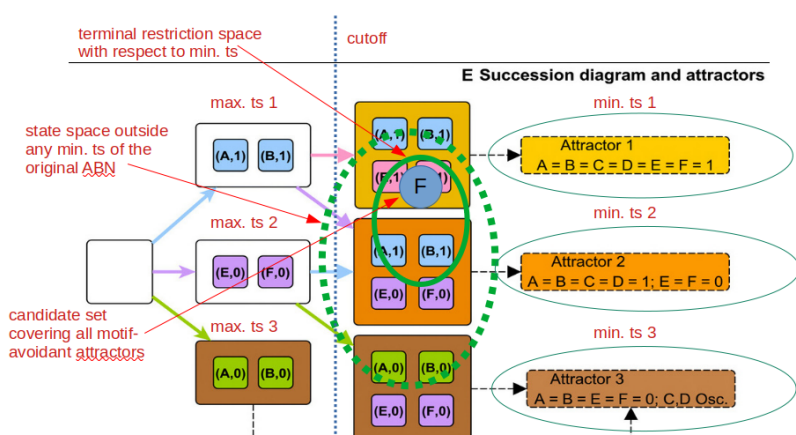 terminal restriction space
with respect to min. ts
cutoff
E Succession diagram and attractors
max. ts 1
min. ts 1
state space outside
any min. ts of the
original ABN
(A,1) (B,1)
(A,1) (B,1)
Attractor 1
A = B = C = D = E = F = 1
F
max. ts 2
min. ts 2
(E,0) (F,0)
(A,1) (B,1)
(E,0) (F,0)
Attractor 2
A = B = C = D = 1; E = F = 0
candidate set
covering all motif-
avoidant attractors
max. ts 3
min. ts 3
(A,0) (B,0)
(A,0) (B,0)
(E,0) (F,0)
Attractor 3
A = B = E = F = 0; C,D Osc.